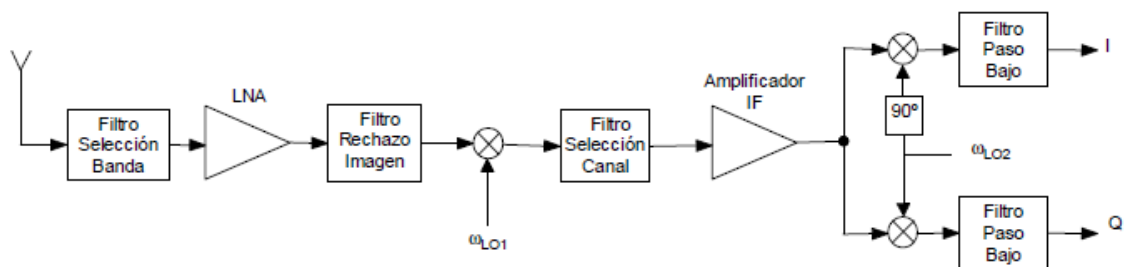 Filtro
Selección
Banda
LNA
Filtro
Rechazo
Imagen
ωLO1
Filtro
Selección
Canal
Amplificador
IF
90º
ωLO2
Filtro
Paso
Bajo
I
Filtro
Paso
Bajo
Q